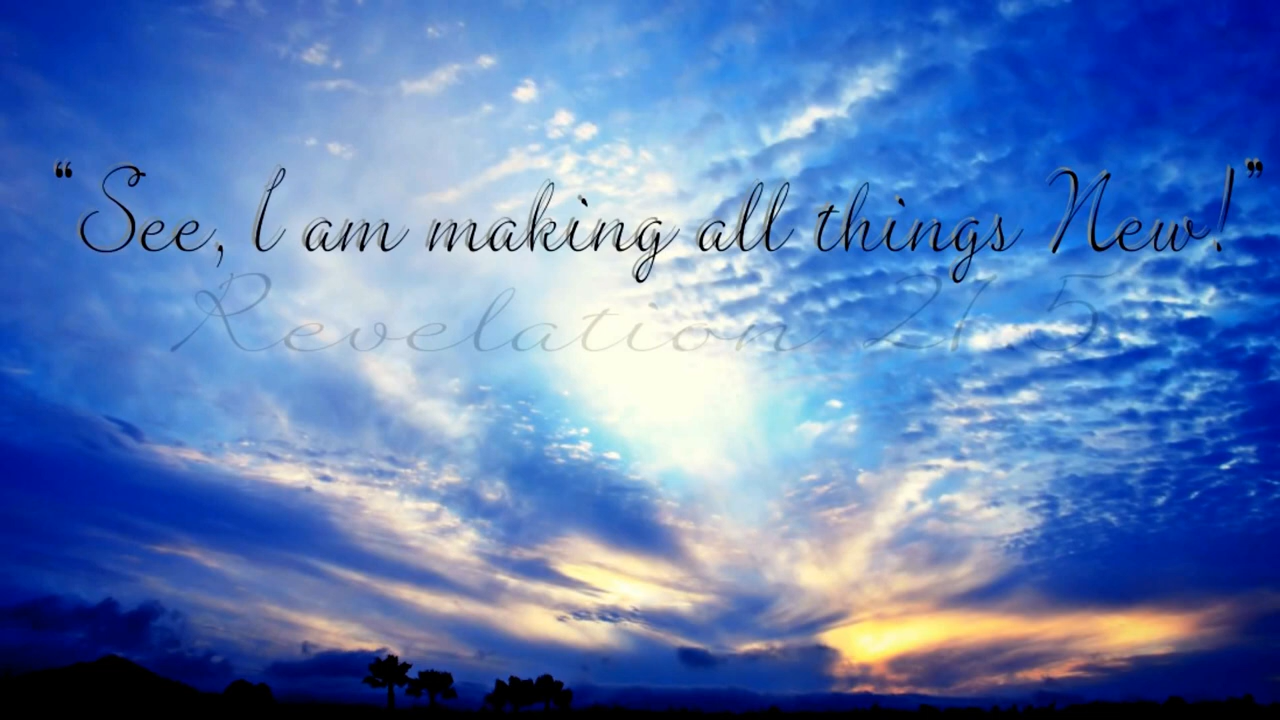 “See, I am making all things New!”
Revelation 21:5